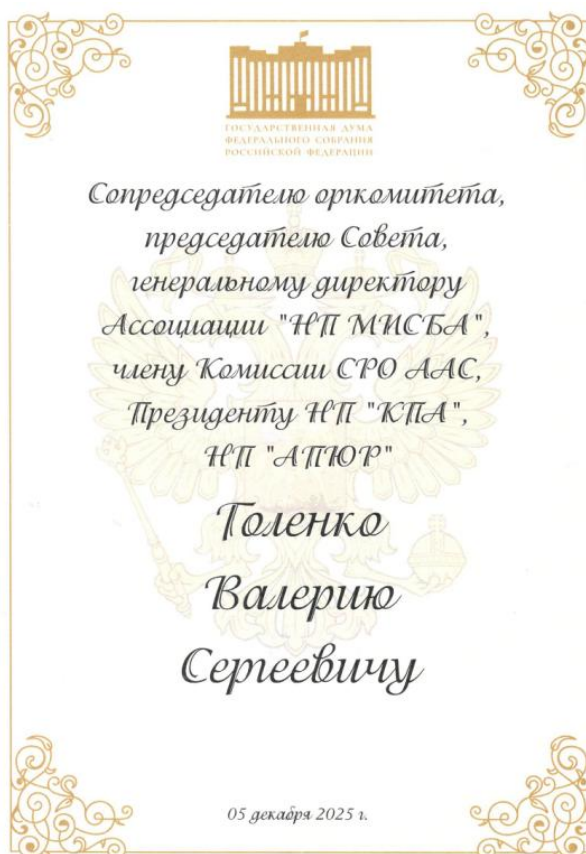 ГОСУДАРСТВЕННАЯ ДУМА
ФЕДЕРАЛЬНОГО СОБРАНИЯ
РОССИЙСКОЙ ФЕДЕРАЦИИ
Сопредседателю оргкомитета,
председателю Совета,
генеральному директору
Ассоциации "НП МИСБА",
члену Комиссии СРО ААС,
Президенту НП "КПА",
НП "АПЮР"
Голенко
Валерию
Сергеевичу
05 декабря 2025 г.